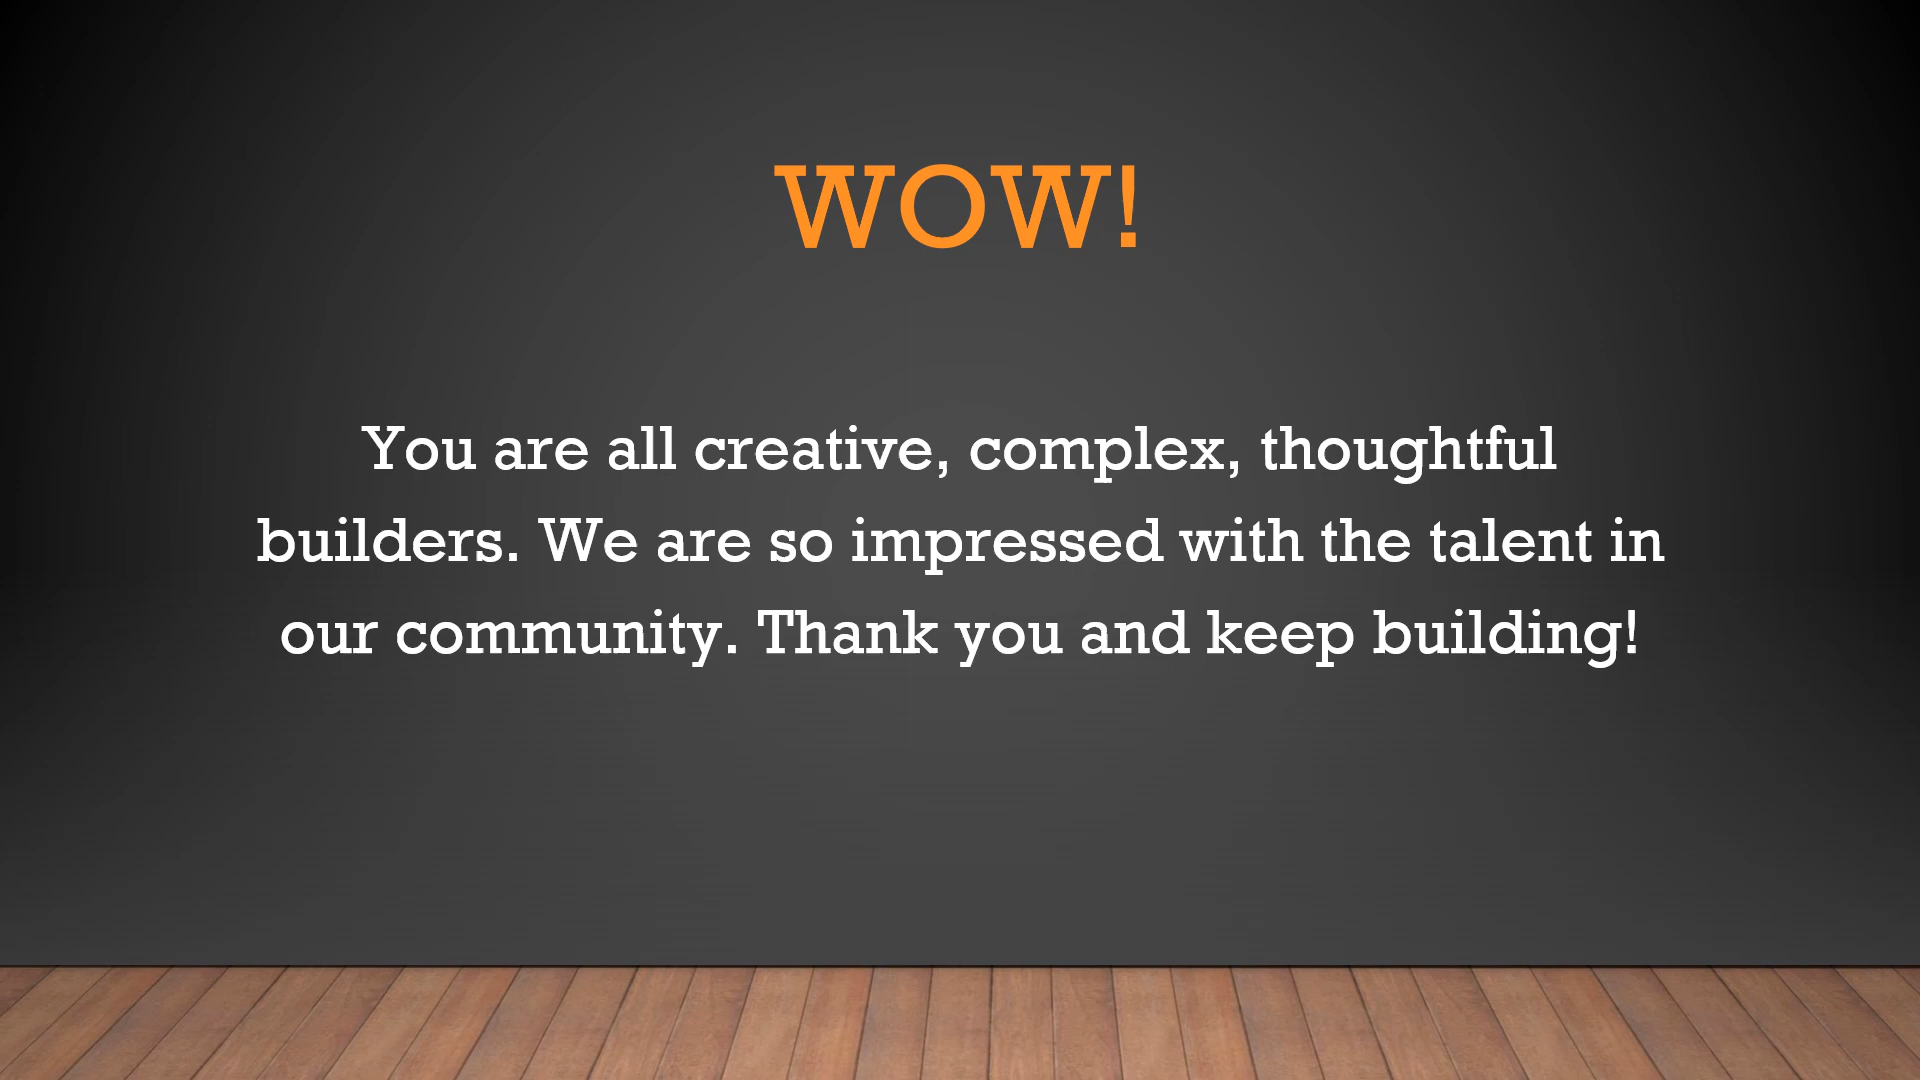 WOW!
You are all creative, complex, thoughtful
builders. We are so impressed with the talent in
our community. Thank you and keep building!